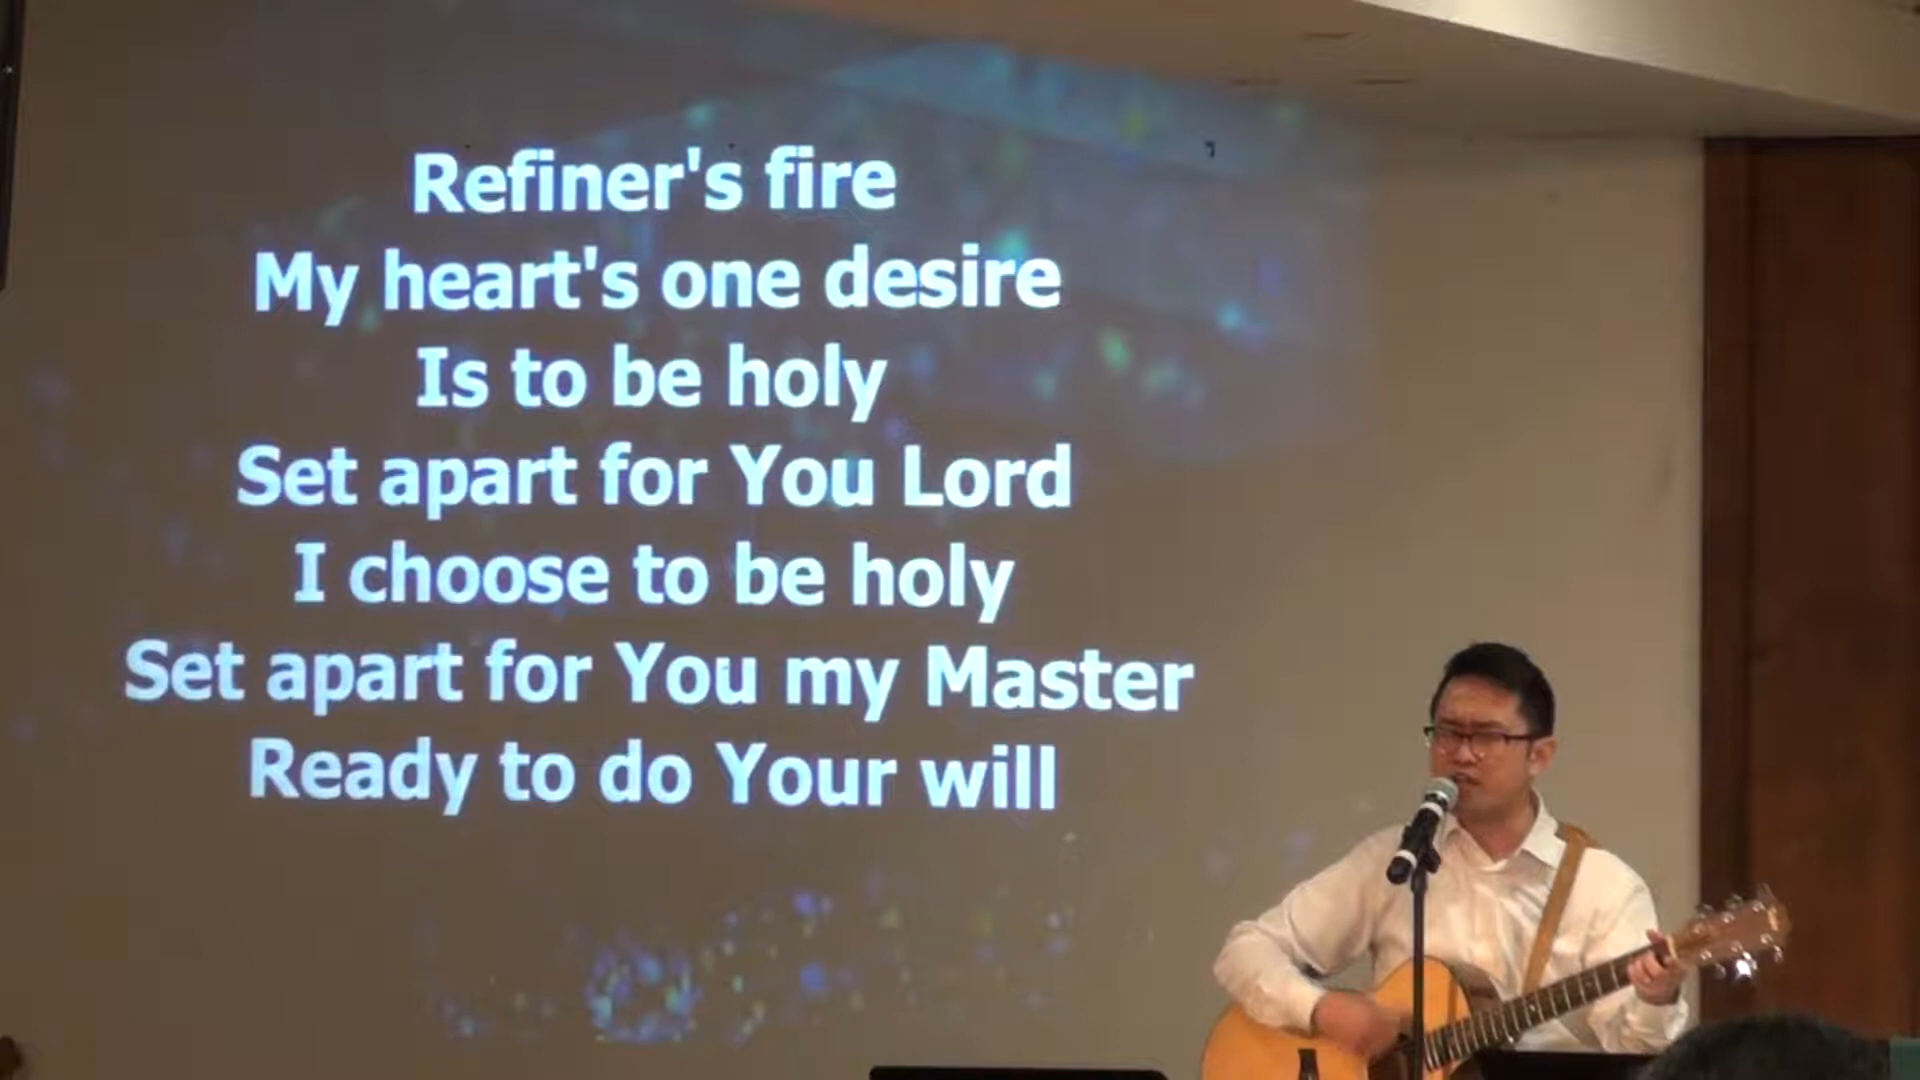 Refiner's fire
My heart's one desire
Is to be holy
Set apart for You Lord
I choose to be holy
Set apart for You my Master
Ready to do Your will